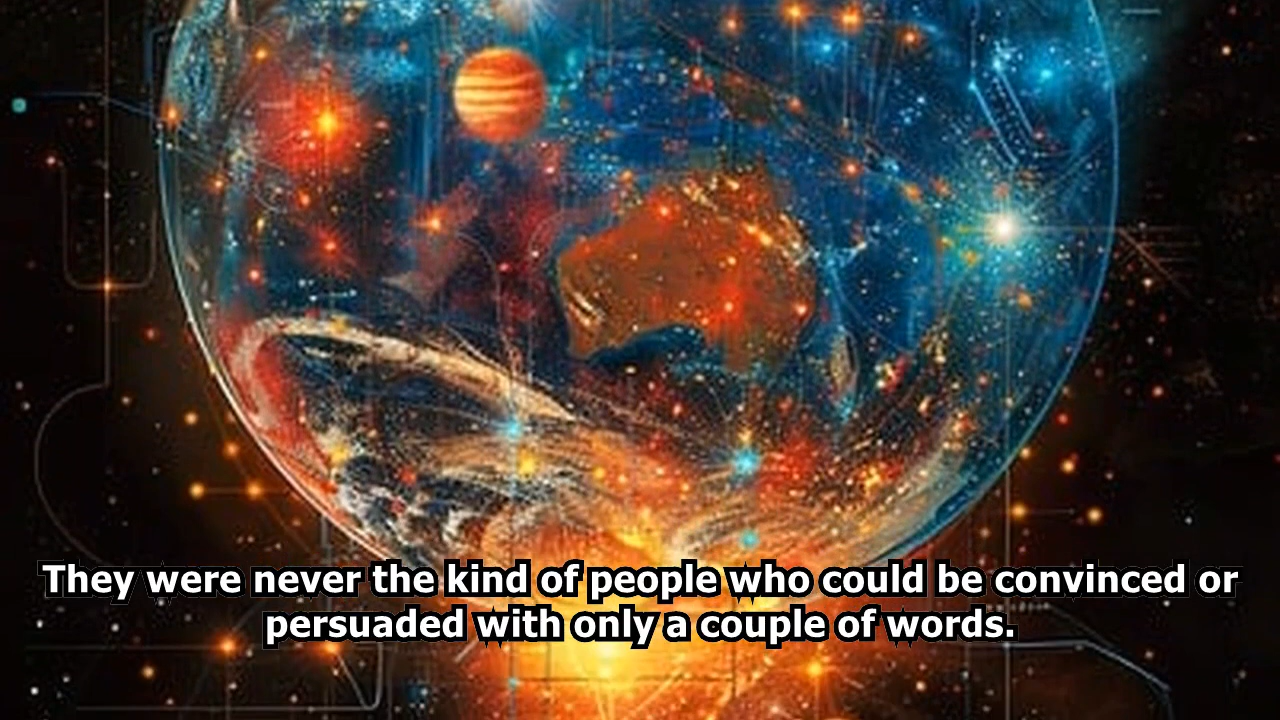 They were never the kind of people who could be convinced or
persuaded with only a couple of words.